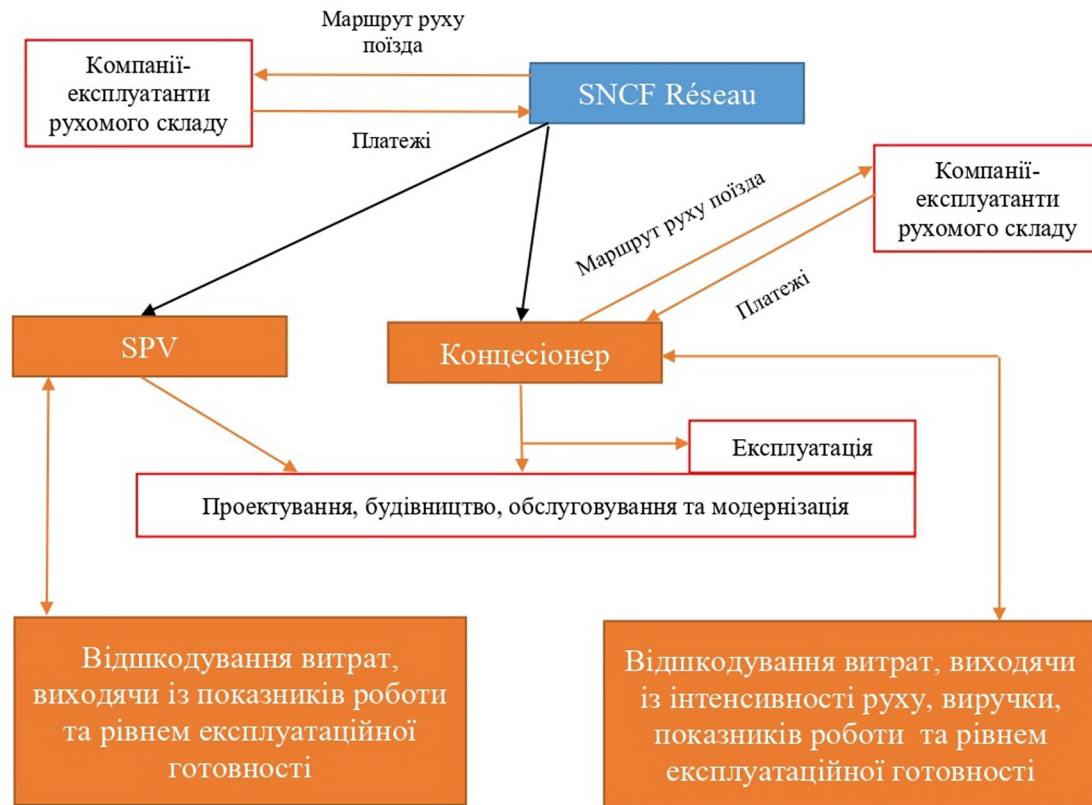 Маршрут руху
поїзда
Компанії-
експлуатанти
рухомого складу
SNCF Réseau
Платежі
Компанії-
експлуатанти
рухомого складу
Маршрут руху поїзда
Платежі
SPV
Концесіонер
Експлуатація
Проектування, будівництво, обслуговування та модернізація
Відшкодування витрат,
виходячи із показників роботи
та рівнем експлуатаційної
готовності
Відшкодування витрат, виходячи
із інтенсивності руху, виручки,
показників роботи та рівнем
експлуатаційної готовності